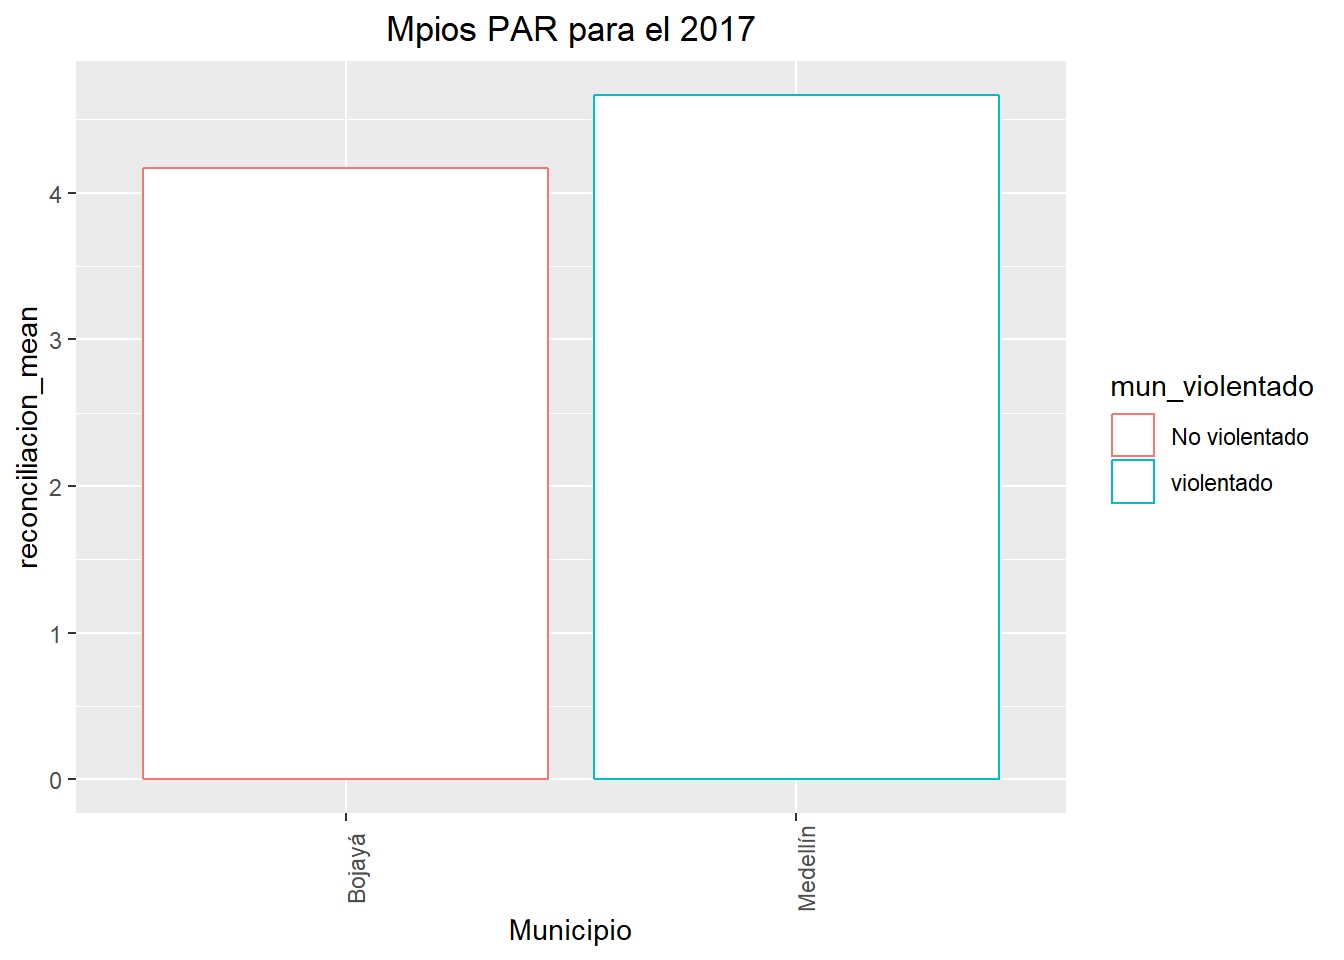 Mpios PAR para el 2017
reconciliacion_mean
4
3
2
1
0
Bojayá
Medellín
Municipio
mun_violentado
No violentado
violentado